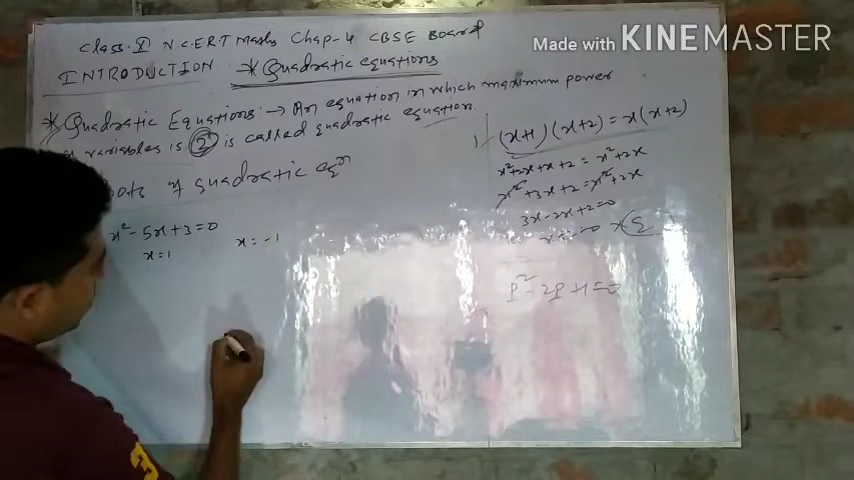 Made with KINEMASTER
Class-X N.C.E.R.T Maths Chap-4 CBSE Board
INTRODUCTION * Quadratic equations
* Quadratic Equations :→ An equation in which maximum power
variables is 2 is called quadratic equation.
1- (x+1)(x+2) = x(x+2)
x²+2x+x+2 = x²+2x
x²+3x+2 = x²+2x
3x-2x+2=0
of quadratic eqn
x²-5x+3=0
x=1 x=-1
P²-2P+1=0